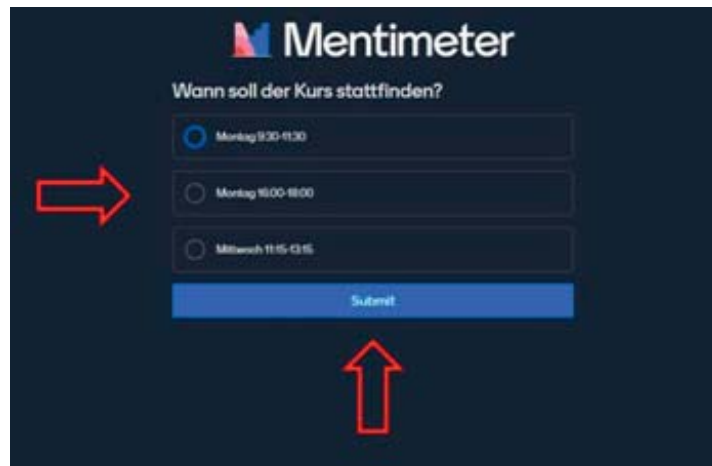 Mentimeter
Wann soll der Kurs stattfinden?
Montag 9:30-11:30
Montag 16:00-18:00
Mittwoch 11:15-13:15
Submit